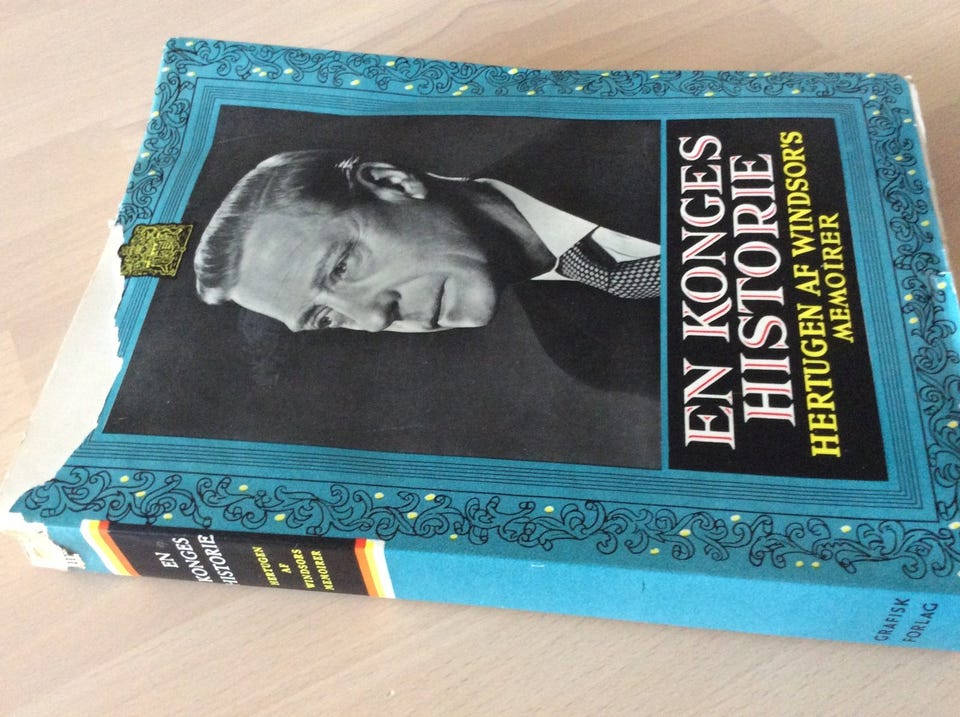 EN KONGES
HISTORIE
HERTUGEN AF WINDSOR'S
MEMOIRER
EN
KONGES
HISTORIE
HERTUGEN
AF
WINDSORS
MEMOIRER
GRAFISK
FORLAG